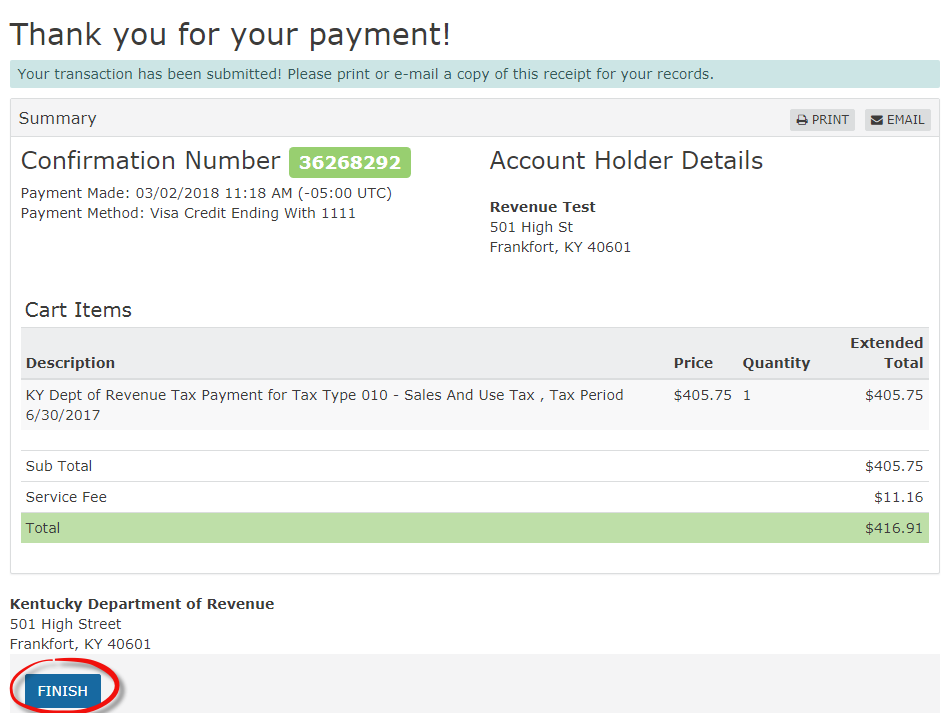 Thank you for your payment!
Your transaction has been submitted! Please print or e-mail a copy of this receipt for your records.
Summary
PRINT
EMAIL
Confirmation Number 36268292
Payment Made: 03/02/2018 11:18 AM (-05:00 UTC)
Payment Method: Visa Credit Ending With 1111
Account Holder Details
Revenue Test
501 High St
Frankfort, KY 40601
Cart Items
Description Price Quantity Extended Total
KY Dept of Revenue Tax Payment for Tax Type 010 - Sales And Use Tax , Tax Period $405.75 1 $405.75
6/30/2017
Sub Total $405.75
Service Fee $11.16
Total $416.91
Kentucky Department of Revenue
501 High Street
Frankfort, KY 40601
FINISH